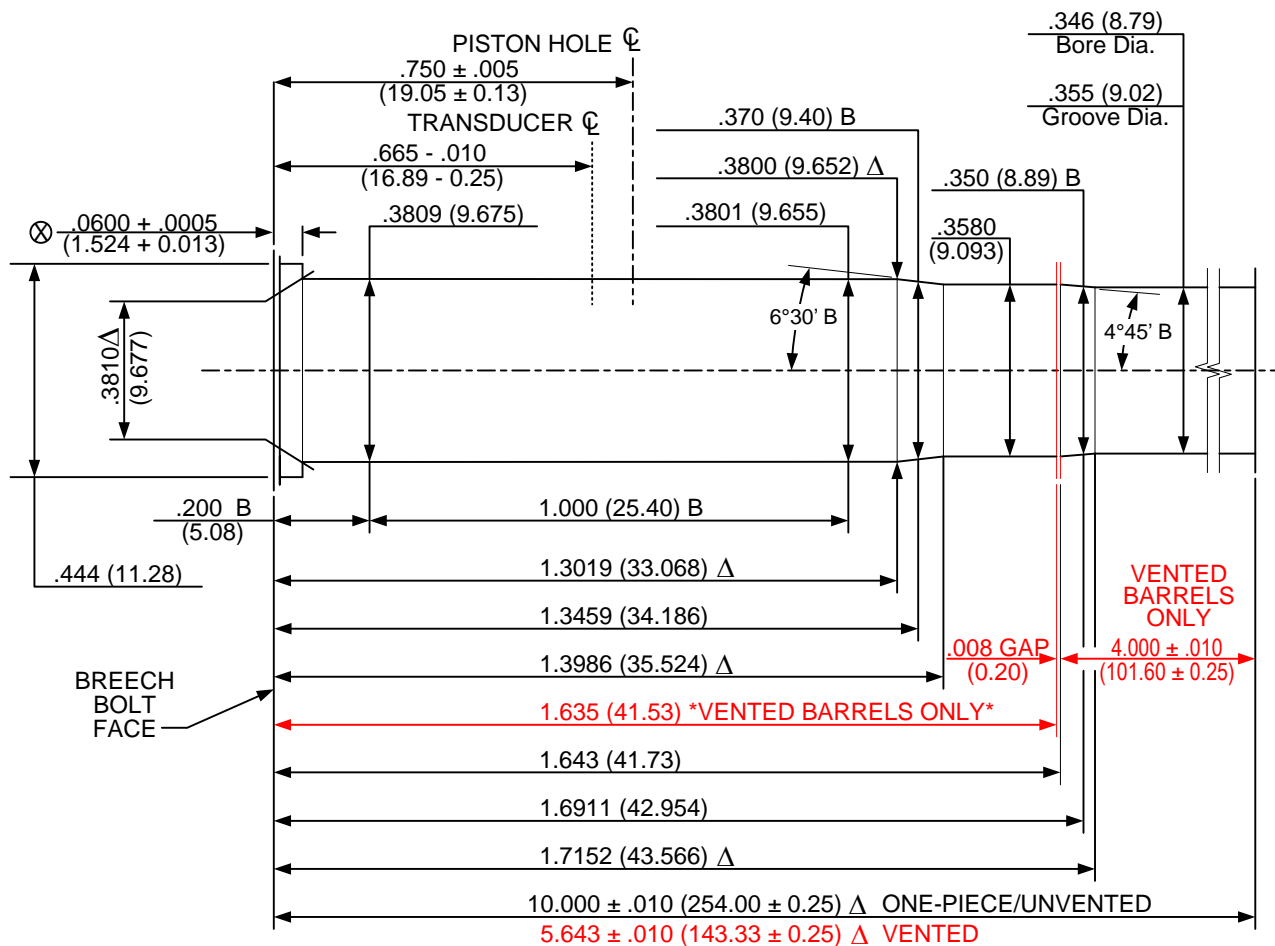 .346 (8.79)
Bore Dia.
PISTON HOLE ℄
.750 ± .005
(19.05 ± 0.13)
.355 (9.02)
Groove Dia.
TRANSDUCER ℄
.370 (9.40) B
.665 - .010
(16.89 - 0.25)
.3800 (9.652) Δ
.350 (8.89) B
ⓧ .0600 + .0005
(1.524 + 0.013)
.3809 (9.675)
.3801 (9.655)
.3580
(9.093)
6°30’ B
4°45’ B
.3810Δ
(9.677)
.200 B
(5.08)
1.000 (25.40) B
.444 (11.28)
1.3019 (33.068) Δ
VENTED
BARRELS
ONLY
1.3459 (34.186)
.008 GAP
(0.20)
4.000 ± .010
(101.60 ± 0.25)
1.3986 (35.524) Δ
BREECH
BOLT
FACE
1.635 (41.53) *VENTED BARRELS ONLY*
1.643 (41.73)
1.6911 (42.954)
1.7152 (43.566) Δ
10.000 ± .010 (254.00 ± 0.25) Δ ONE-PIECE/UNVENTED
5.643 ± .010 (143.33 ± 0.25) Δ VENTED